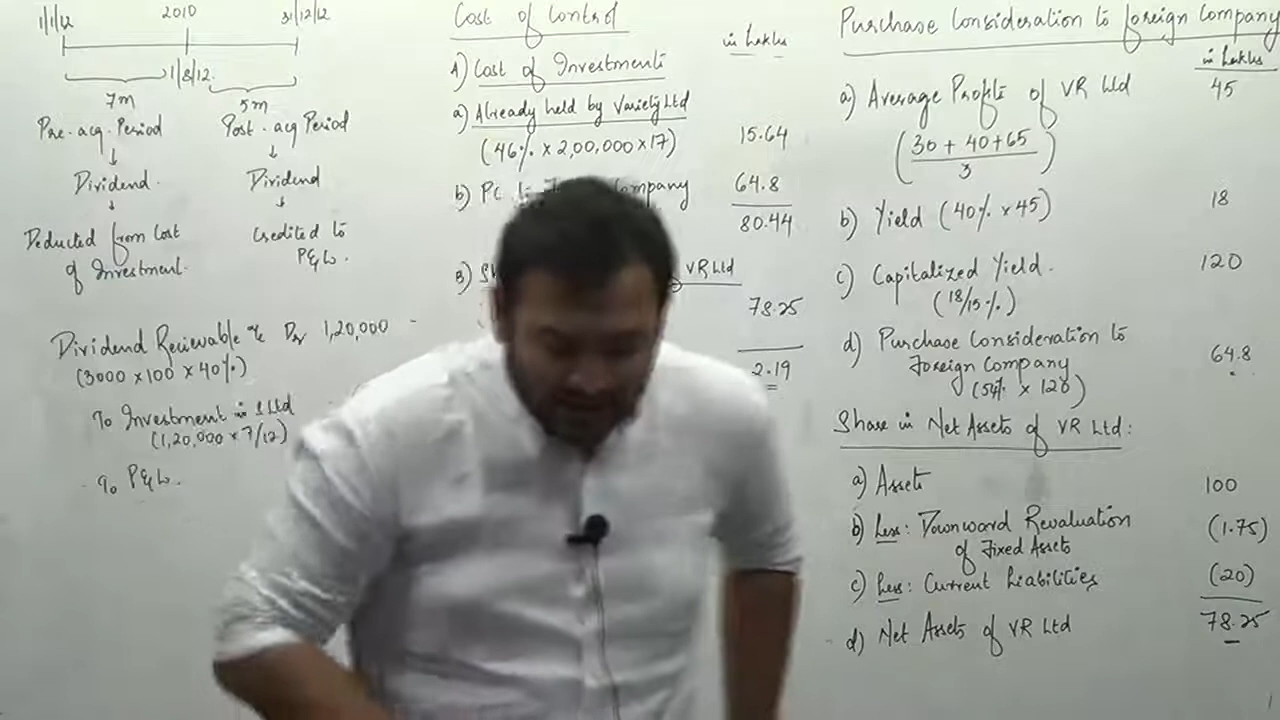 1/1/12 2010 31/12/12
1/8/12
7m 5m
Pre-acq. Period
↓
Dividend
↓
Deducted from Cost
of Investment.
Post-acq Period
↓
Dividend
↓
Credited to
P&L.
Dividend Recievable a/c Dr 1,20,000 -
(3000 x 100 x 40%)
To Investment in S Ltd
(1,20,000 x 7/12)
To P&L.
Cost of Control
in Lakhs
A) Cost of Investment
a) Already held by Variety Ltd
(46% x 2,00,000 x 17) 15.64
b) PC Company 64.8
80.44
B) VR Ltd
78.25
2.19
Purchase Consideration to foreign Company
in Lakhs
a) Average Profits of VR Ltd 45
(30 + 40 + 65 / 3)
b) Yield (40% x 45) 18
c) Capitalized Yield. 120
(18/15%)
d) Purchase Consideration to
Foreign Company 64.8
(54% x 120)
Share in Net Assets of VR Ltd:
a) Assets 100
b) Less: Downward Revaluation (1.75)
of Fixed Assets
c) Less: Current Liabilities (20)
d) Net Assets of VR Ltd 78.25